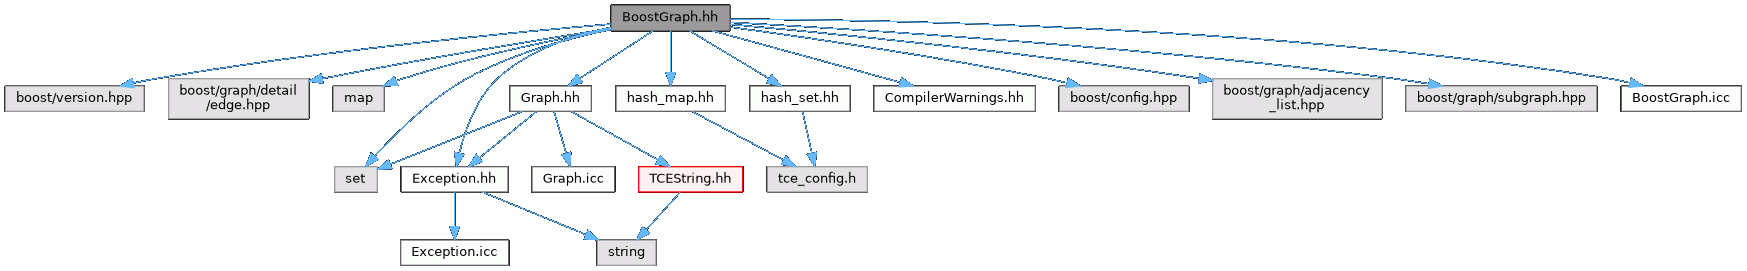 BoostGraph.hh
boost/version.hpp
boost/graph/detail
/edge.hpp
map
Graph.hh
hash_map.hh
hash_set.hh
CompilerWarnings.hh
boost/config.hpp
boost/graph/adjacency
_list.hpp
boost/graph/subgraph.hpp
BoostGraph.icc
set
Exception.hh
Graph.icc
TCEString.hh
tce_config.h
Exception.icc
string